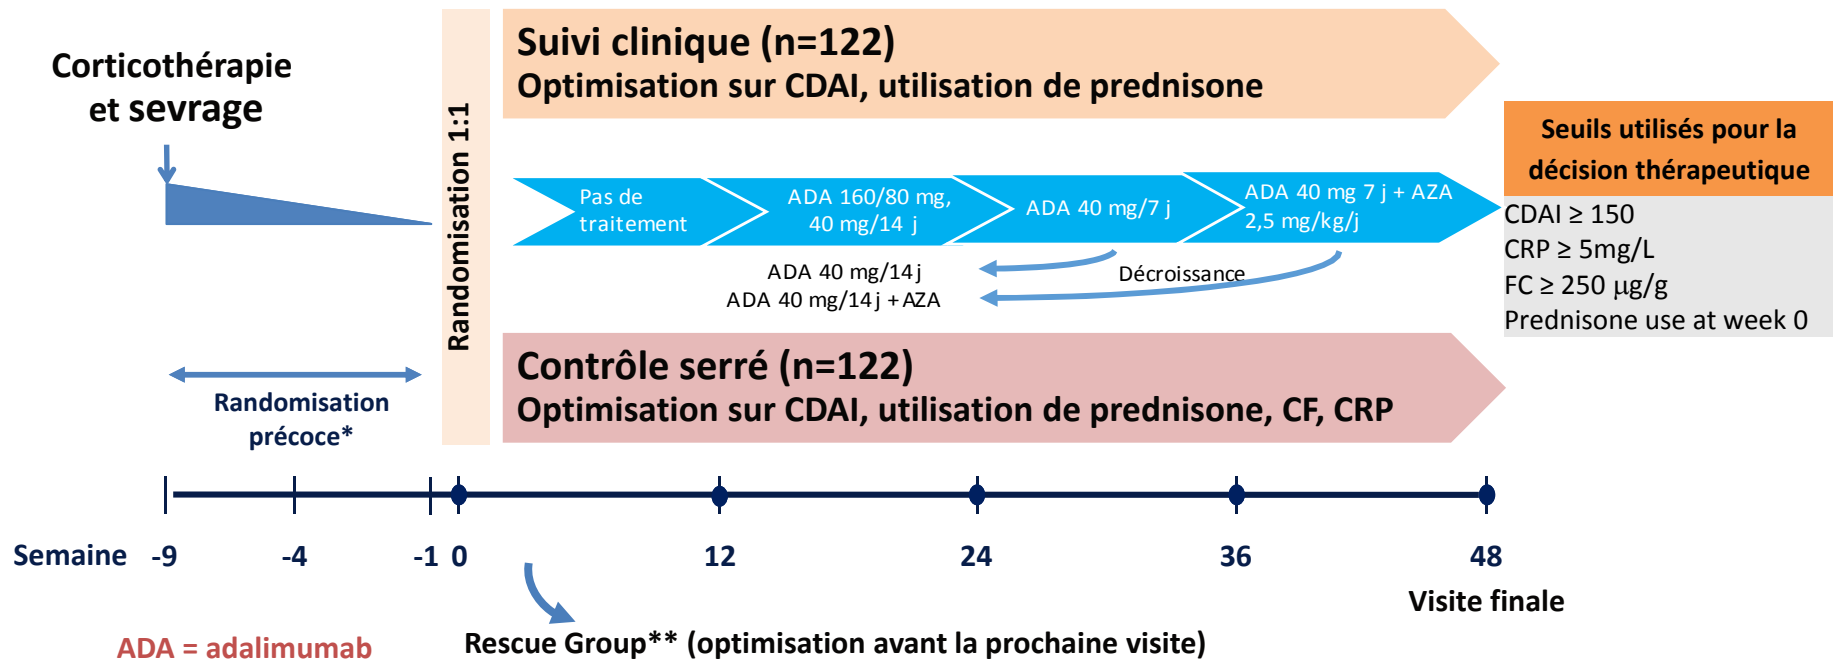 Corticothérapie
et sevrage
Randomisation 1:1
Suivi clinique (n=122)
Optimisation sur CDAI, utilisation de prednisone
Pas de
traitement
ADA 160/80 mg,
40 mg/14 j
ADA 40 mg/7 j
ADA 40 mg 7 j + AZA
2,5 mg/kg/j
ADA 40 mg/14 j
ADA 40 mg/14 j + AZA
Décroissance
Seuils utilisés pour la
décision thérapeutique
CDAI ≥ 150
CRP ≥ 5mg/L
FC ≥ 250 μg/g
Prednisone use at week 0
Contrôle serré (n=122)
Optimisation sur CDAI, utilisation de prednisone, CF, CRP
Randomisation
précoce*
Semaine -9 -4 -1 0 12 24 36 48
Visite finale
ADA = adalimumab
Rescue Group** (optimisation avant la prochaine visite)